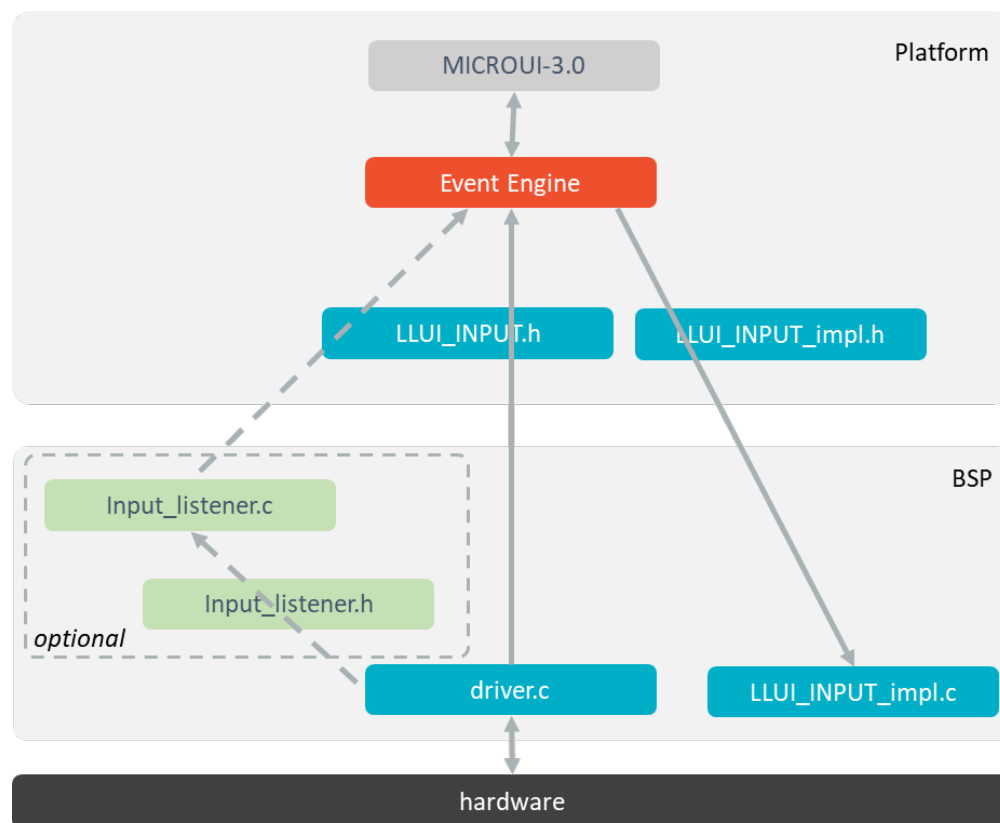 Platform
MICROUI-3.0
Event Engine
LLUI_INPUT.h
LLUI_INPUT_impl.h
BSP
Input_listener.c
Input_listener.h
optional
driver.c
LLUI_INPUT_impl.c
hardware